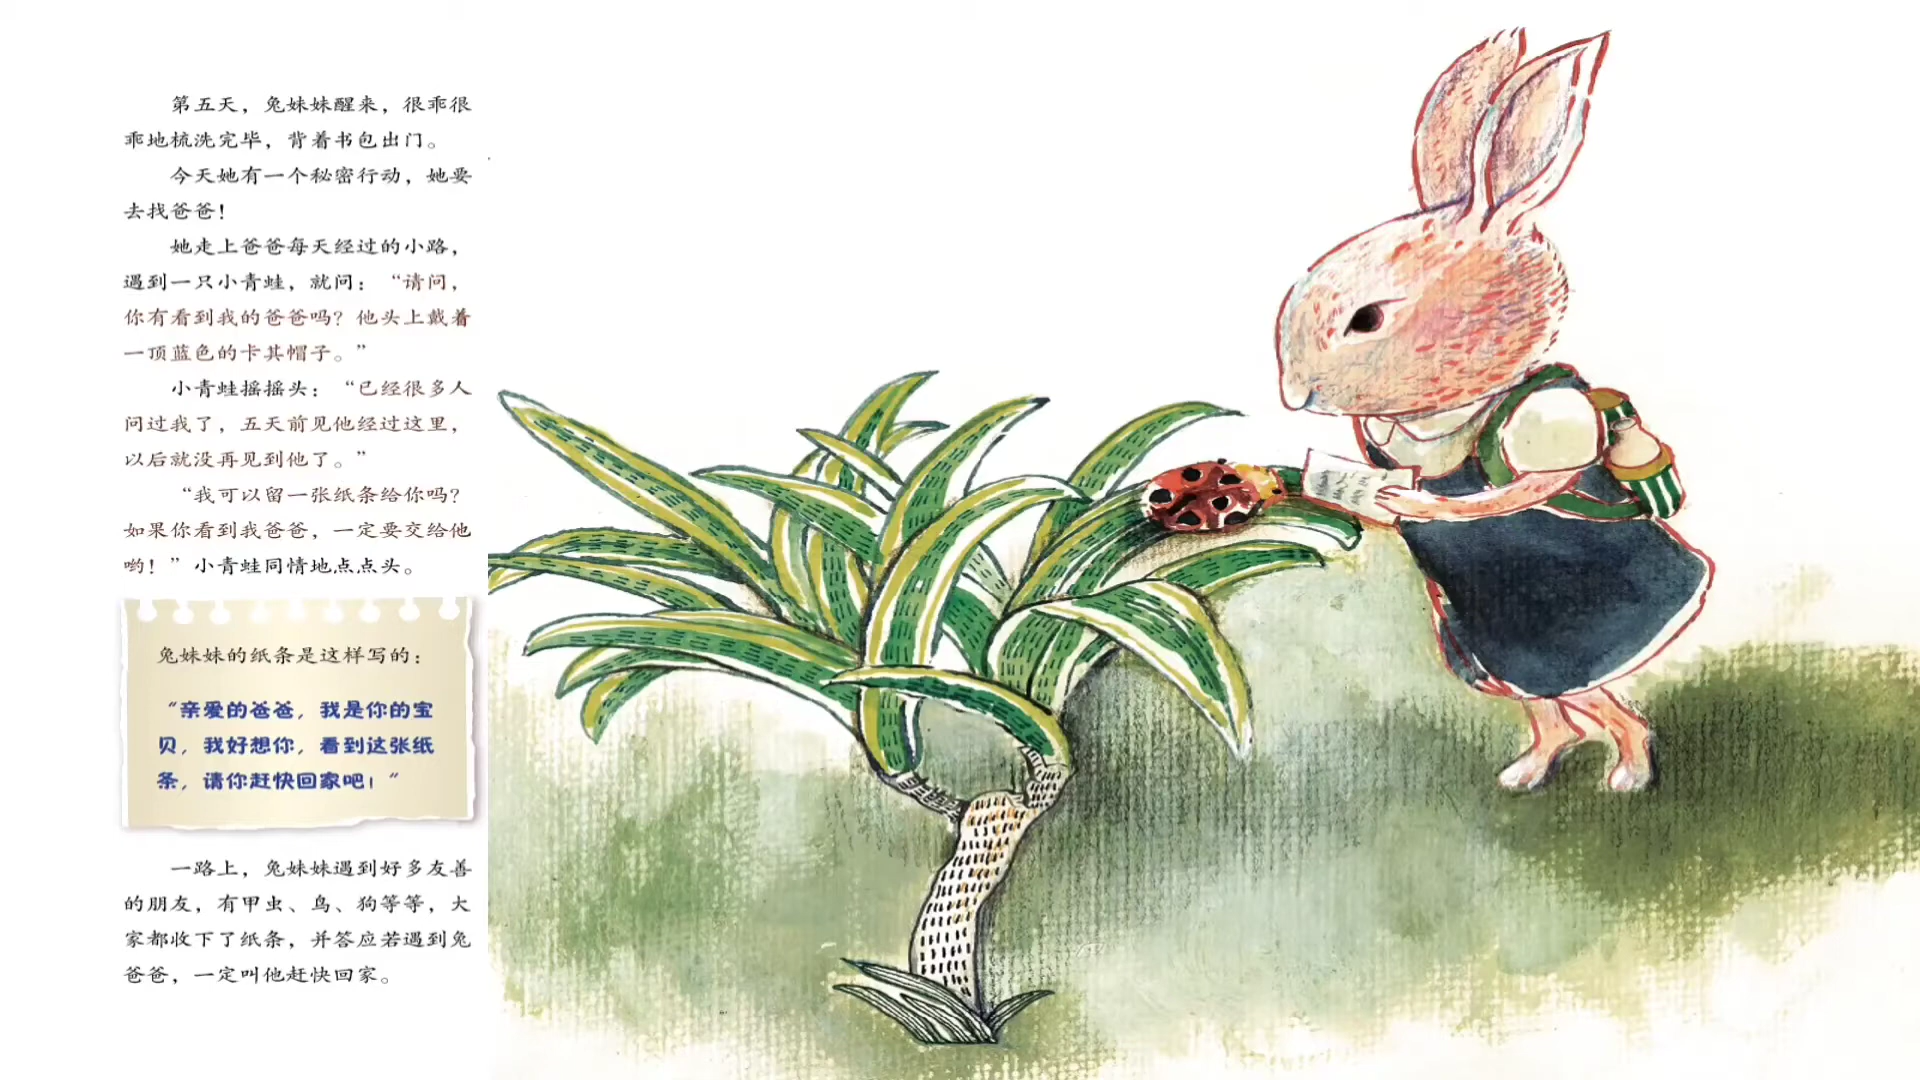 第五天，兔妹妹醒来，很乖很
乖地梳洗完毕，背着书包出门。
今天她有一个秘密行动，她要
去找爸爸！
她走上爸爸每天经过的小路，
遇到一只小青蛙，就问：“请问，
你有看到我的爸爸吗？他头上戴着
一顶蓝色的卡其帽子。”
小青蛙摇摇头：“已经很多人
问过我了，五天前见他经过这里，
以后就没再见到他了。”
“我可以留一张纸条给你吗？
如果你看到我爸爸，一定要交给他
哟！”小青蛙同情地点点头。
兔妹妹的纸条是这样写的：
“亲爱的爸爸，我是你的宝
贝，我好想你，看到这张纸
条，请你赶快回家吧！”
一路上，兔妹妹遇到好多友善
的朋友，有甲虫、鸟、狗等等，大
家都收下了纸条，并答应若遇到兔
爸爸，一定叫他赶快回家。